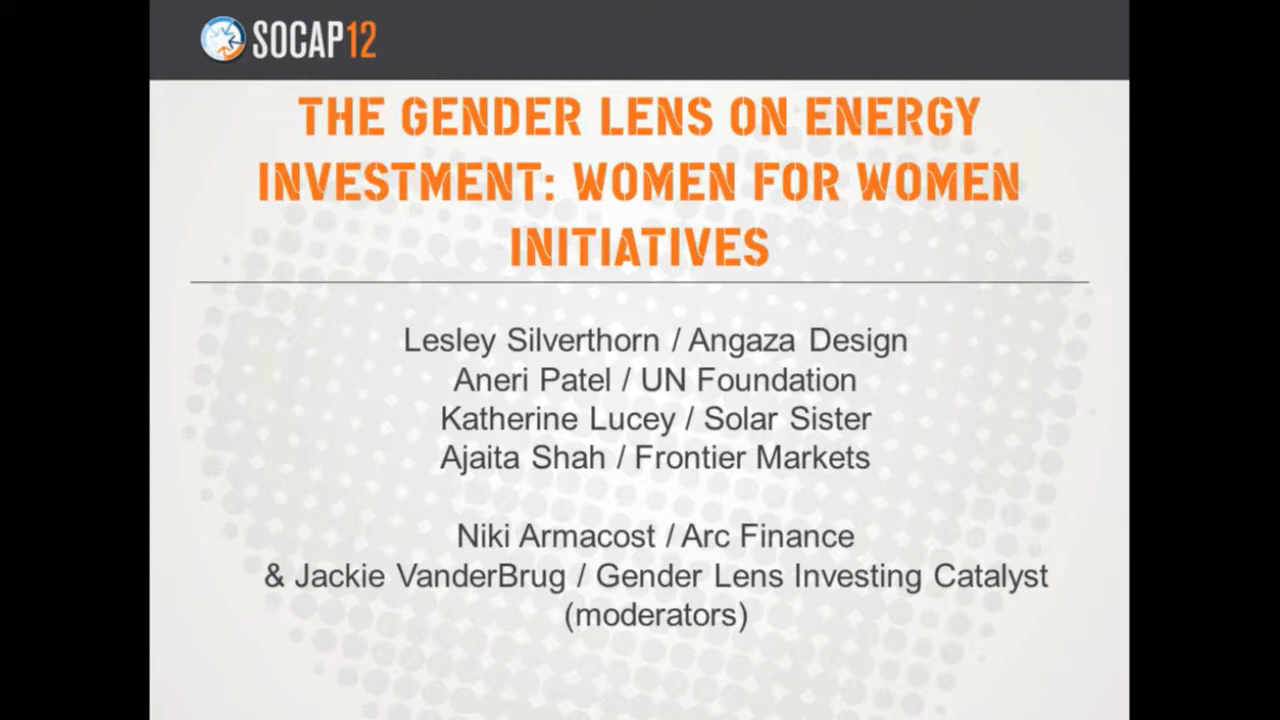 SOCAP12
THE GENDER LENS ON ENERGY
INVESTMENT: WOMEN FOR WOMEN
INITIATIVES
Lesley Silverthorn / Angaza Design
Aneri Patel / UN Foundation
Katherine Lucey / Solar Sister
Ajaita Shah / Frontier Markets
Niki Armacost / Arc Finance
& Jackie VanderBrug / Gender Lens Investing Catalyst
(moderators)